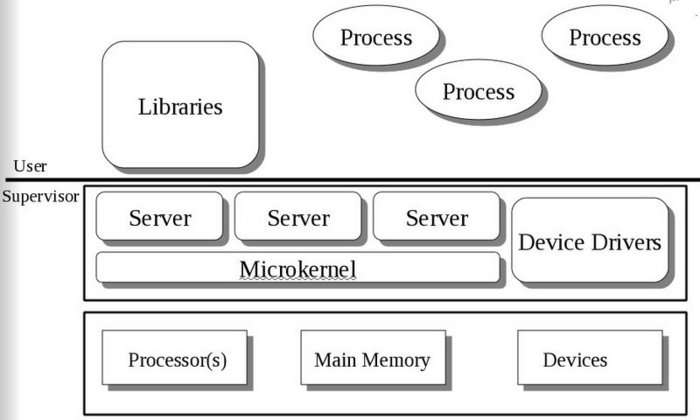 Process
Process
Process
Libraries
User
Supervisor
Server
Server
Server
Device Drivers
Microkernel
Processor(s)
Main Memory
Devices